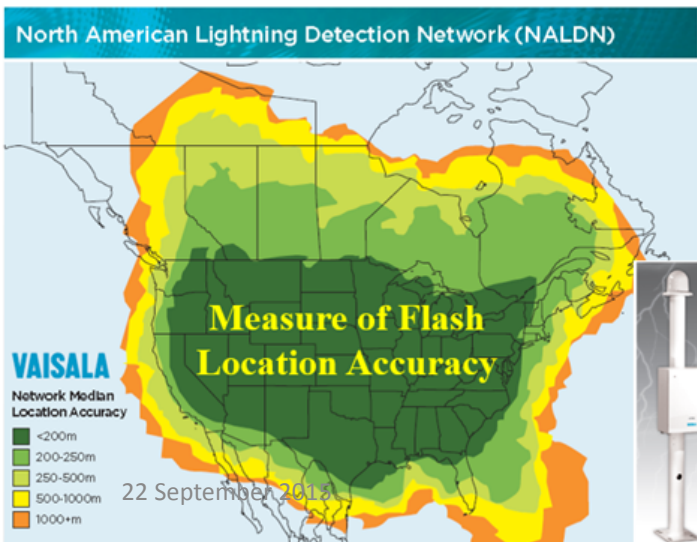 North American Lightning Detection Network (NALDN)
Measure of Flash
Location Accuracy
VAISALA
Network Median
Location Accuracy
<200m
200-250m
250-500m
500-1000m
1000+m
22 September 2018